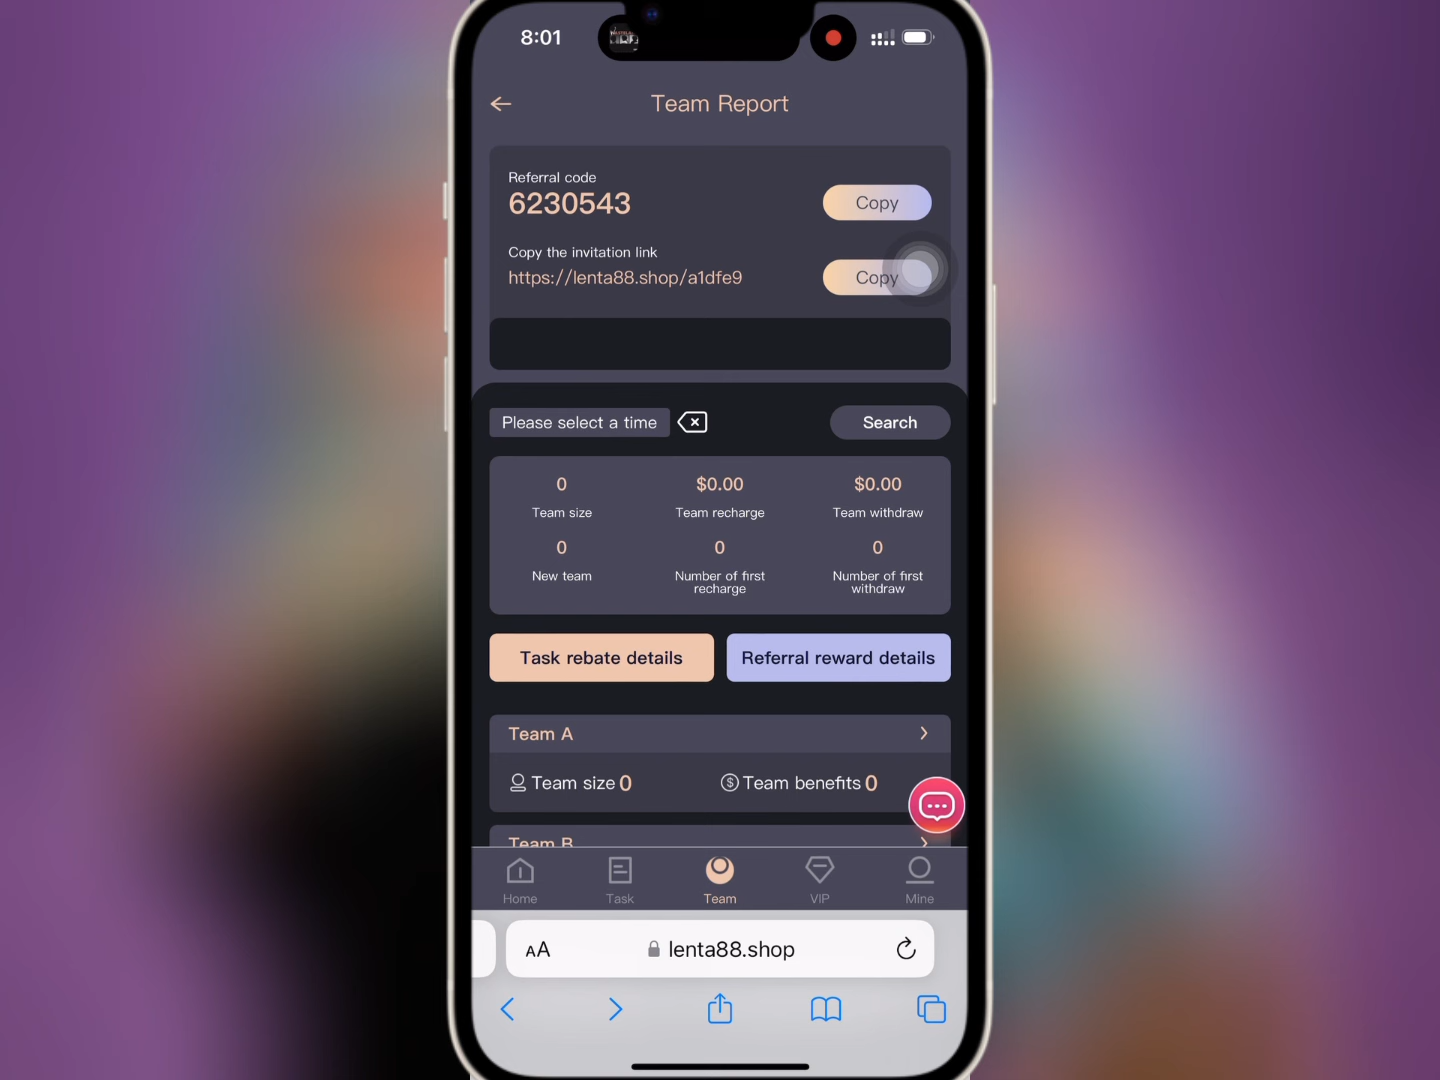 8:01
Team Report
Referral code
6230543
Copy
Copy the invitation link
https://lenta88.shop/a1dfe9
Copy
Please select a time
Search
0
$0.00
$0.00
Team size
Team recharge
Team withdraw
0
0
0
New team
Number of first recharge
Number of first withdraw
Task rebate details
Referral reward details
Team A
Team size 0
Team benefits 0
Team B
Home
Task
Team
VIP
Mine
AA
lenta88.shop